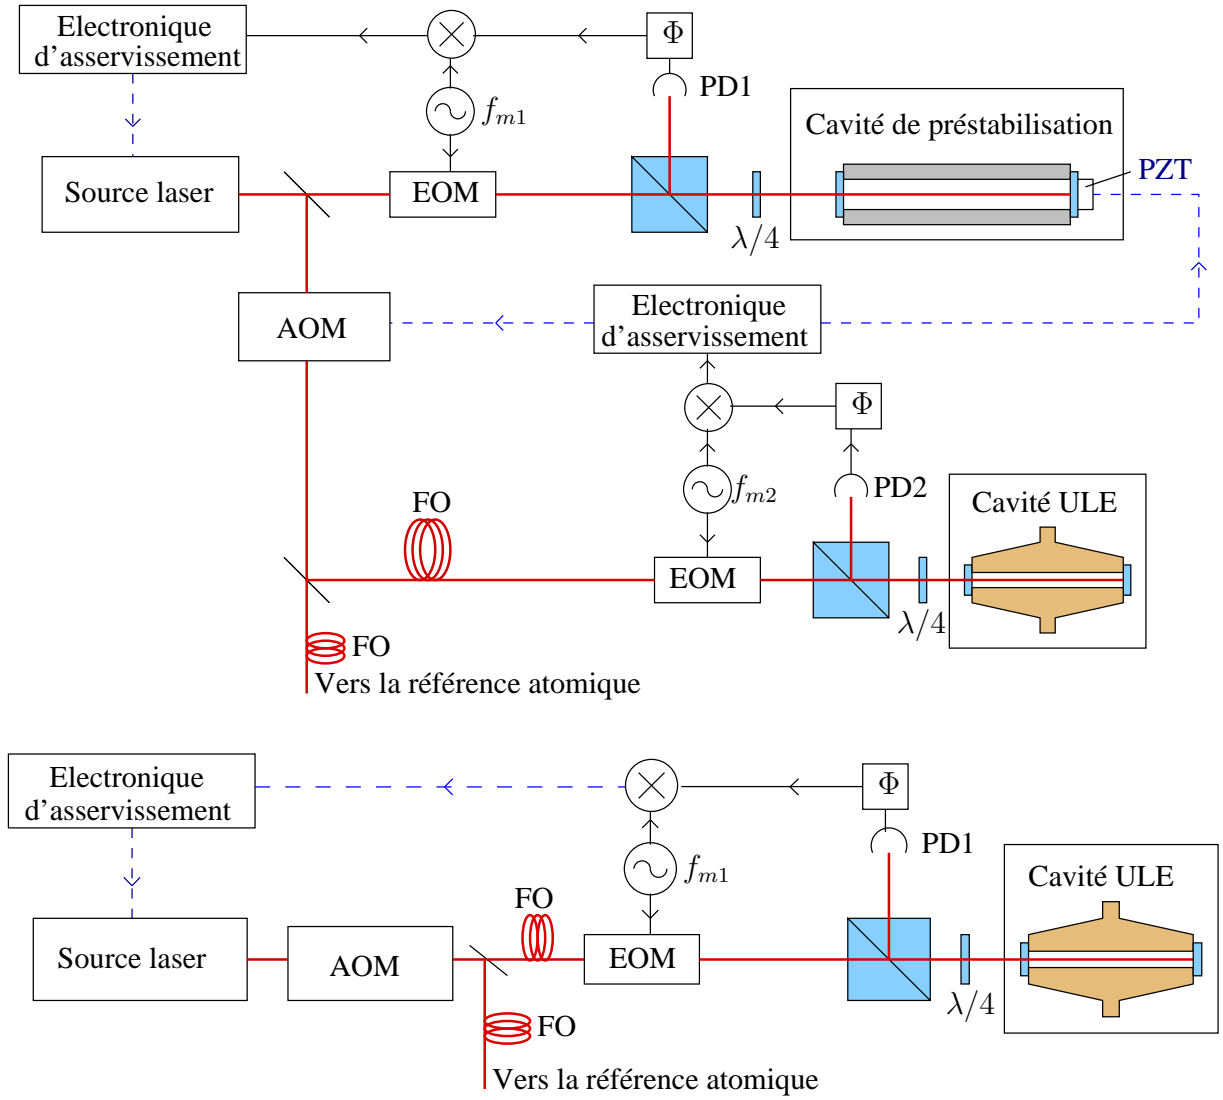 Electronique
d'asservissement
Φ
PD1
f_{m1}
Cavité de préstabilisation
PZT
Source laser
EOM
λ/4
AOM
Electronique
d'asservissement
Φ
f_{m2}
PD2
Cavité ULE
FO
EOM
λ/4
FO
Vers la référence atomique
Electronique
d'asservissement
Φ
PD1
f_{m1}
Cavité ULE
FO
Source laser
AOM
EOM
λ/4
FO
Vers la référence atomique